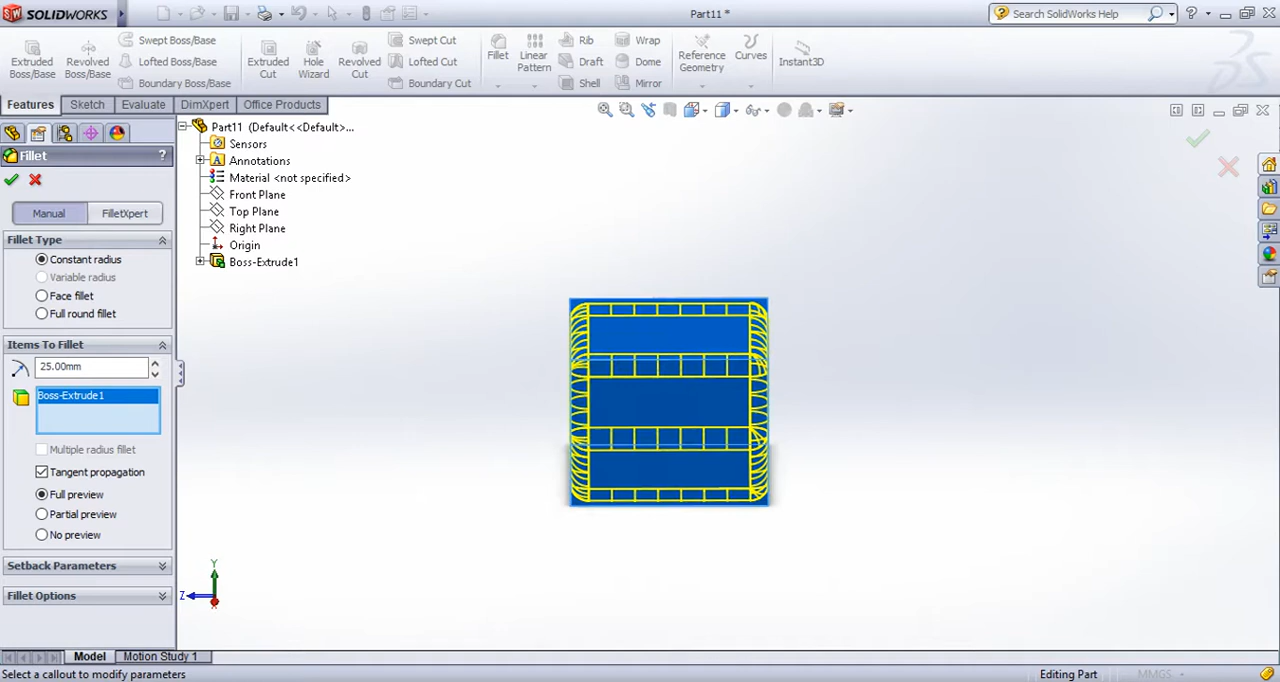 SOLIDWORKS
Part11 *
Search SolidWorks Help
Extruded Boss/Base
Revolved Boss/Base
Swept Boss/Base
Lofted Boss/Base
Boundary Boss/Base
Extruded Cut
Hole Wizard
Revolved Cut
Swept Cut
Lofted Cut
Boundary Cut
Fillet
Linear Pattern
Rib
Draft
Shell
Wrap
Dome
Mirror
Reference Geometry
Curves
Instant3D
Features
Sketch
Evaluate
DimXpert
Office Products
Fillet
?
Manual
FilletXpert
Fillet Type
Constant radius
Variable radius
Face fillet
Full round fillet
Items To Fillet
25.00mm
Boss-Extrude1
Multiple radius fillet
Tangent propagation
Full preview
Partial preview
No preview
Setback Parameters
Fillet Options
Part11 (Default<<Default>...
Sensors
Annotations
Material <not specified>
Front Plane
Top Plane
Right Plane
Origin
Boss-Extrude1
Y
Z
Model
Motion Study 1
Select a callout to modify parameters
Editing Part
MMGS